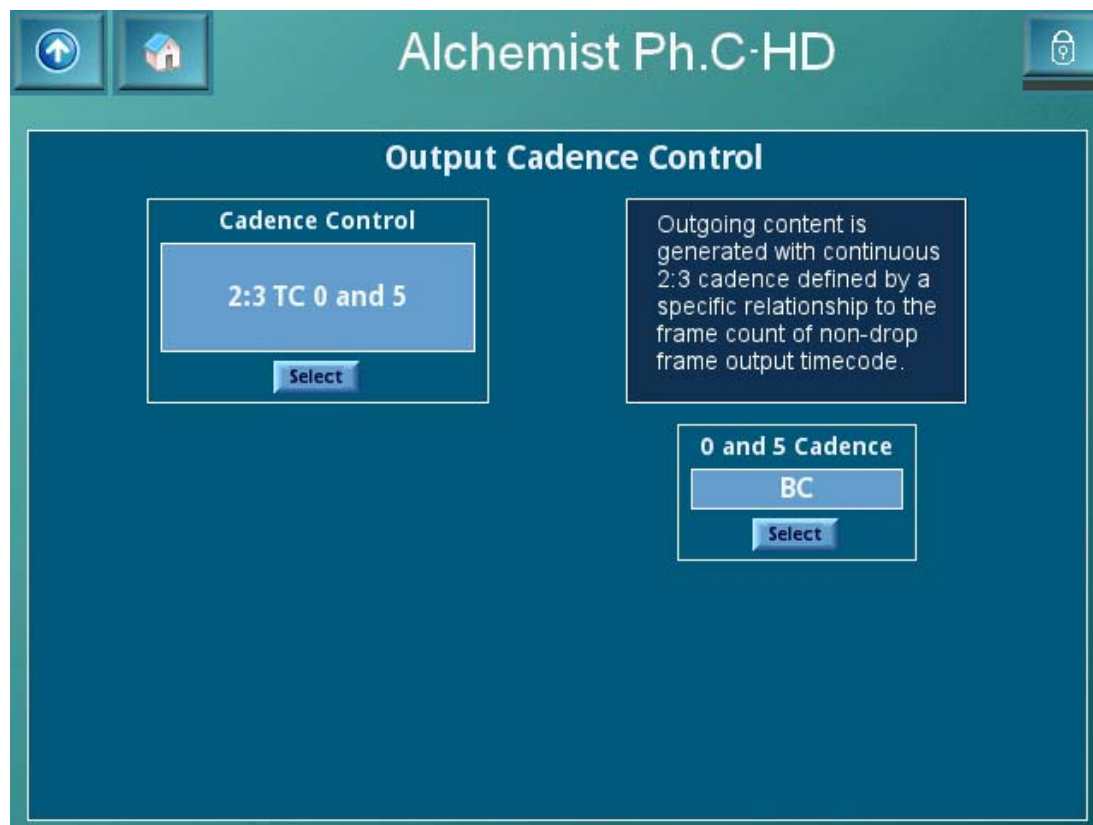 Alchemist Ph.C-HD
Output Cadence Control
Cadence Control
2:3 TC 0 and 5
Select
Outgoing content is
generated with continuous
2:3 cadence defined by a
specific relationship to the
frame count of non-drop
frame output timecode.
0 and 5 Cadence
BC
Select